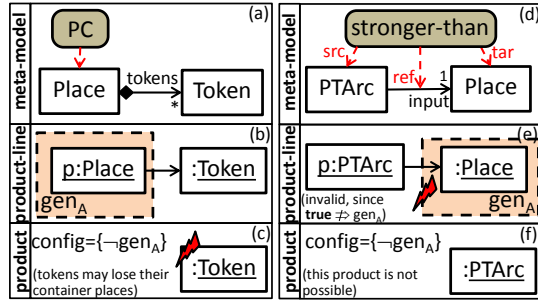 meta-model
(a)
PC
Place
tokens
*
Token
product-line
(b)
p:Place
:Token
genA
product
(c)
config={¬genA}
(tokens may lose their
container places)
:Token
meta-model
(d)
stronger-than
src
ref
tar
PTArc
1
input
Place
product-line
(e)
p:PTArc
:Place
(invalid, since
true ⇏ genA)
genA
product
(f)
config={¬genA}
(this product is not
possible)
:PTArc